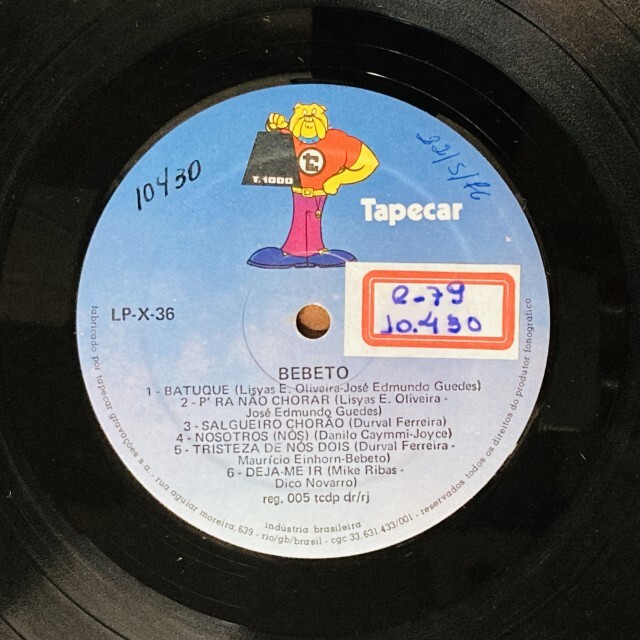 10430
22/5/76
T.1000
Tapecar
e-79
10.430
LP-X-36
BEBETO
1 - BATUQUE (Lisyas E. Oliveira-José Edmundo Guedes)
2 - P' RA NÃO CHORAR (Lisyas E. Oliveira -
José Edmundo Guedes)
3 - SALGUEIRO CHORÃO (Durval Ferreira)
4 - NOSOTROS (NÓS) (Danilo Caymmi-Joyce)
5 - TRISTEZA DE NÓS DOIS (Durval Ferreira -
Maurício Einhorn-Bebeto)
6 - DEJA-ME IR (Mike Ribas -
Dico Novarro)
reg. 005 tcdp dr/rj
indústria brasileira
fabricado por tapecar gravações s.a. - rua aguiar moreira, 639 - rio/gb/brasil - cgc 33.631.433/001 - reservados todos os direitos do produtor fonográfico